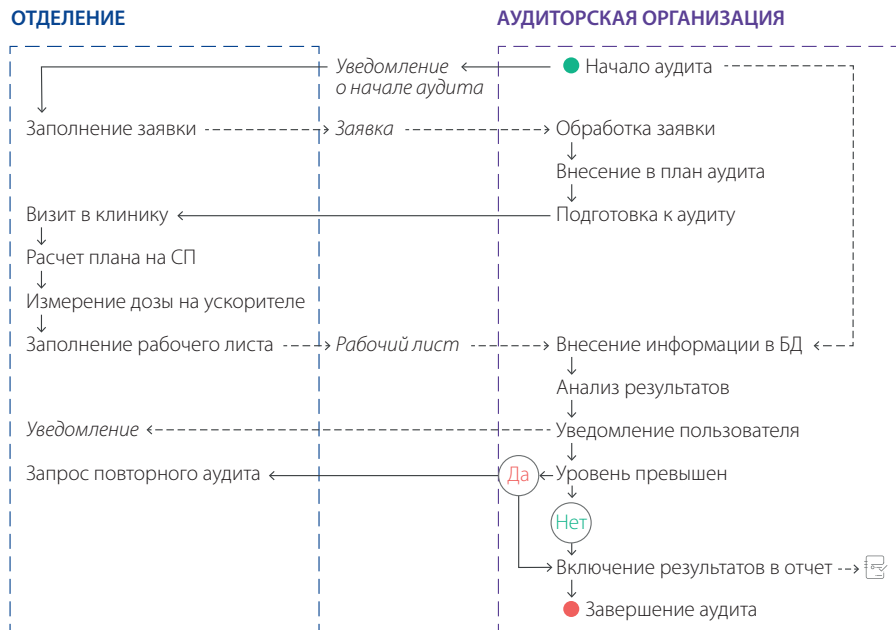 ОТДЕЛЕНИЕ
АУДИТОРСКАЯ ОРГАНИЗАЦИЯ
Уведомление
о начале аудита
Начало аудита
Заполнение заявки
Заявка
Обработка заявки
Внесение в план аудита
Визит в клинику
Подготовка к аудиту
Расчет плана на СП
Измерение дозы на ускорителе
Заполнение рабочего листа
Рабочий лист
Внесение информации в БД
Анализ результатов
Уведомление
Уведомление пользователя
Запрос повторного аудита
Да
Уровень превышен
Нет
Включение результатов в отчет
Завершение аудита